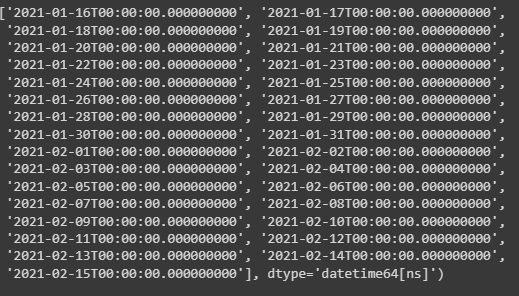 ['2021-01-16T00:00:00.000000000', '2021-01-17T00:00:00.000000000',
'2021-01-18T00:00:00.000000000', '2021-01-19T00:00:00.000000000',
'2021-01-20T00:00:00.000000000', '2021-01-21T00:00:00.000000000',
'2021-01-22T00:00:00.000000000', '2021-01-23T00:00:00.000000000',
'2021-01-24T00:00:00.000000000', '2021-01-25T00:00:00.000000000',
'2021-01-26T00:00:00.000000000', '2021-01-27T00:00:00.000000000',
'2021-01-28T00:00:00.000000000', '2021-01-29T00:00:00.000000000',
'2021-01-30T00:00:00.000000000', '2021-01-31T00:00:00.000000000',
'2021-02-01T00:00:00.000000000', '2021-02-02T00:00:00.000000000',
'2021-02-03T00:00:00.000000000', '2021-02-04T00:00:00.000000000',
'2021-02-05T00:00:00.000000000', '2021-02-06T00:00:00.000000000',
'2021-02-07T00:00:00.000000000', '2021-02-08T00:00:00.000000000',
'2021-02-09T00:00:00.000000000', '2021-02-10T00:00:00.000000000',
'2021-02-11T00:00:00.000000000', '2021-02-12T00:00:00.000000000',
'2021-02-13T00:00:00.000000000', '2021-02-14T00:00:00.000000000',
'2021-02-15T00:00:00.000000000'], dtype='datetime64[ns]')